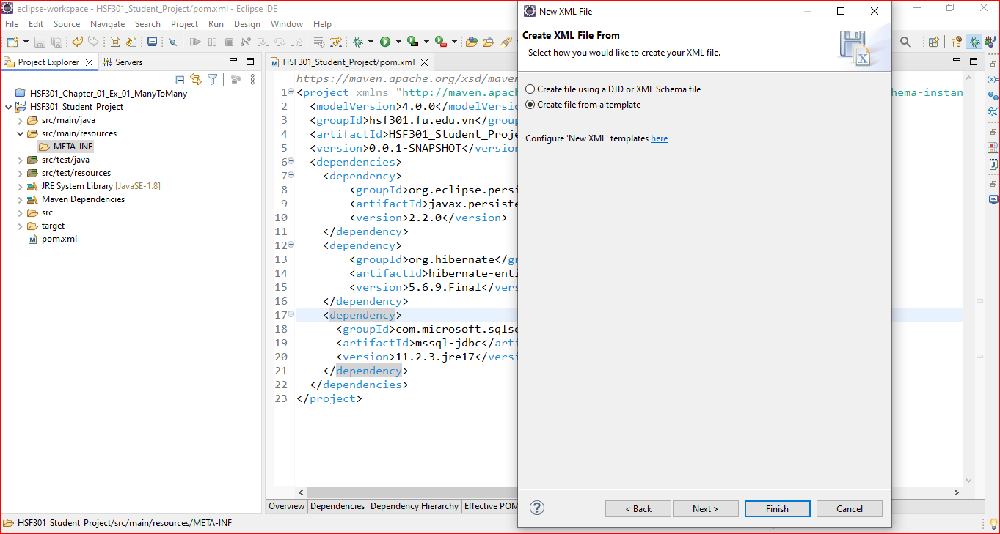 eclipse-workspace - HSF301_Student_Project/pom.xml - Eclipse IDE
File Edit Source Navigate Search Project Run Design Window Help
Project Explorer
Servers
HSF301_Chapter_01_Ex_01_ManyToMany
HSF301_Student_Project
src/main/java
src/main/resources
META-INF
src/test/java
src/test/resources
JRE System Library [JavaSE-1.8]
Maven Dependencies
src
target
pom.xml
HSF301_Student_Project/pom.xml
https://maven.apache.org/xsd/maven
1 <project xmlns="http://maven.apac hema-instan
2 <modelVersion>4.0.0</modelVersio
3 <groupId>hsf301.fu.edu.vn</group
4 <artifactId>HSF301_Student_Proje
5 <version>0.0.1-SNAPSHOT</version
6 <dependencies>
7 <dependency>
8 <groupId>org.eclipse.persi
9 <artifactId>javax.persiste
10 <version>2.2.0</version>
11 </dependency>
12 <dependency>
13 <groupId>org.hibernate</gr
14 <artifactId>hibernate-enti
15 <version>5.6.9.Final</vers
16 </dependency>
17 <dependency>
18 <groupId>com.microsoft.sqlse
19 <artifactId>mssql-jdbc</arti
20 <version>11.2.3.jre17</versi
21 </dependency>
22 </dependencies>
23 </project>
Overview Dependencies Dependency Hierarchy Effective POM
New XML File
Create XML File From
Select how you would like to create your XML file.
Create file using a DTD or XML Schema file
Create file from a template
Configure 'New XML' templates here
< Back Next > Finish Cancel
HSF301_Student_Project/src/main/resources/META-INF